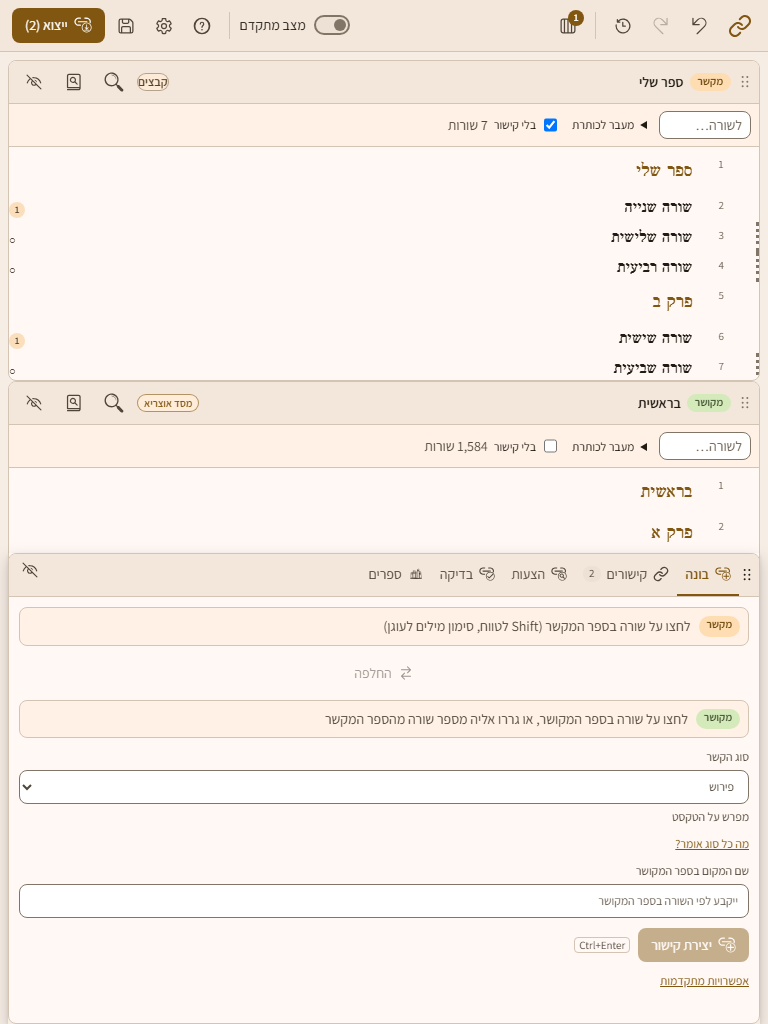 1 מצב מתקדם ייצוא (2)
מקשר ספר שלי קבצים
לשורה… מעבר לכותרת בלי קישור 7 שורות
1 ספר שלי
2 שורה שנייה 1
3 שורה שלישית
4 שורה רביעית
5 פרק ב
6 שורה שישית 1
7 שורה שביעית
מקושר בראשית מסד אוצריא
לשורה… מעבר לכותרת בלי קישור 1,584 שורות
1 בראשית
2 פרק א
בונה קישורים 2 הצעות בדיקה ספרים
מקשר לחצו על שורה בספר המקשר (Shift לטווח, סימון מילים לעוגן)
החלפה
מקושר לחצו על שורה בספר המקושר, או גררו אליה מספר שורה מהספר המקשר
סוג הקשר
פירוש
מפרש על הטקסט
מה כל סוג אומר?
שם המקום בספר המקושר
ייקבע לפי השורה בספר המקושר
יצירת קישור Ctrl+Enter
אפשרויות מתקדמות